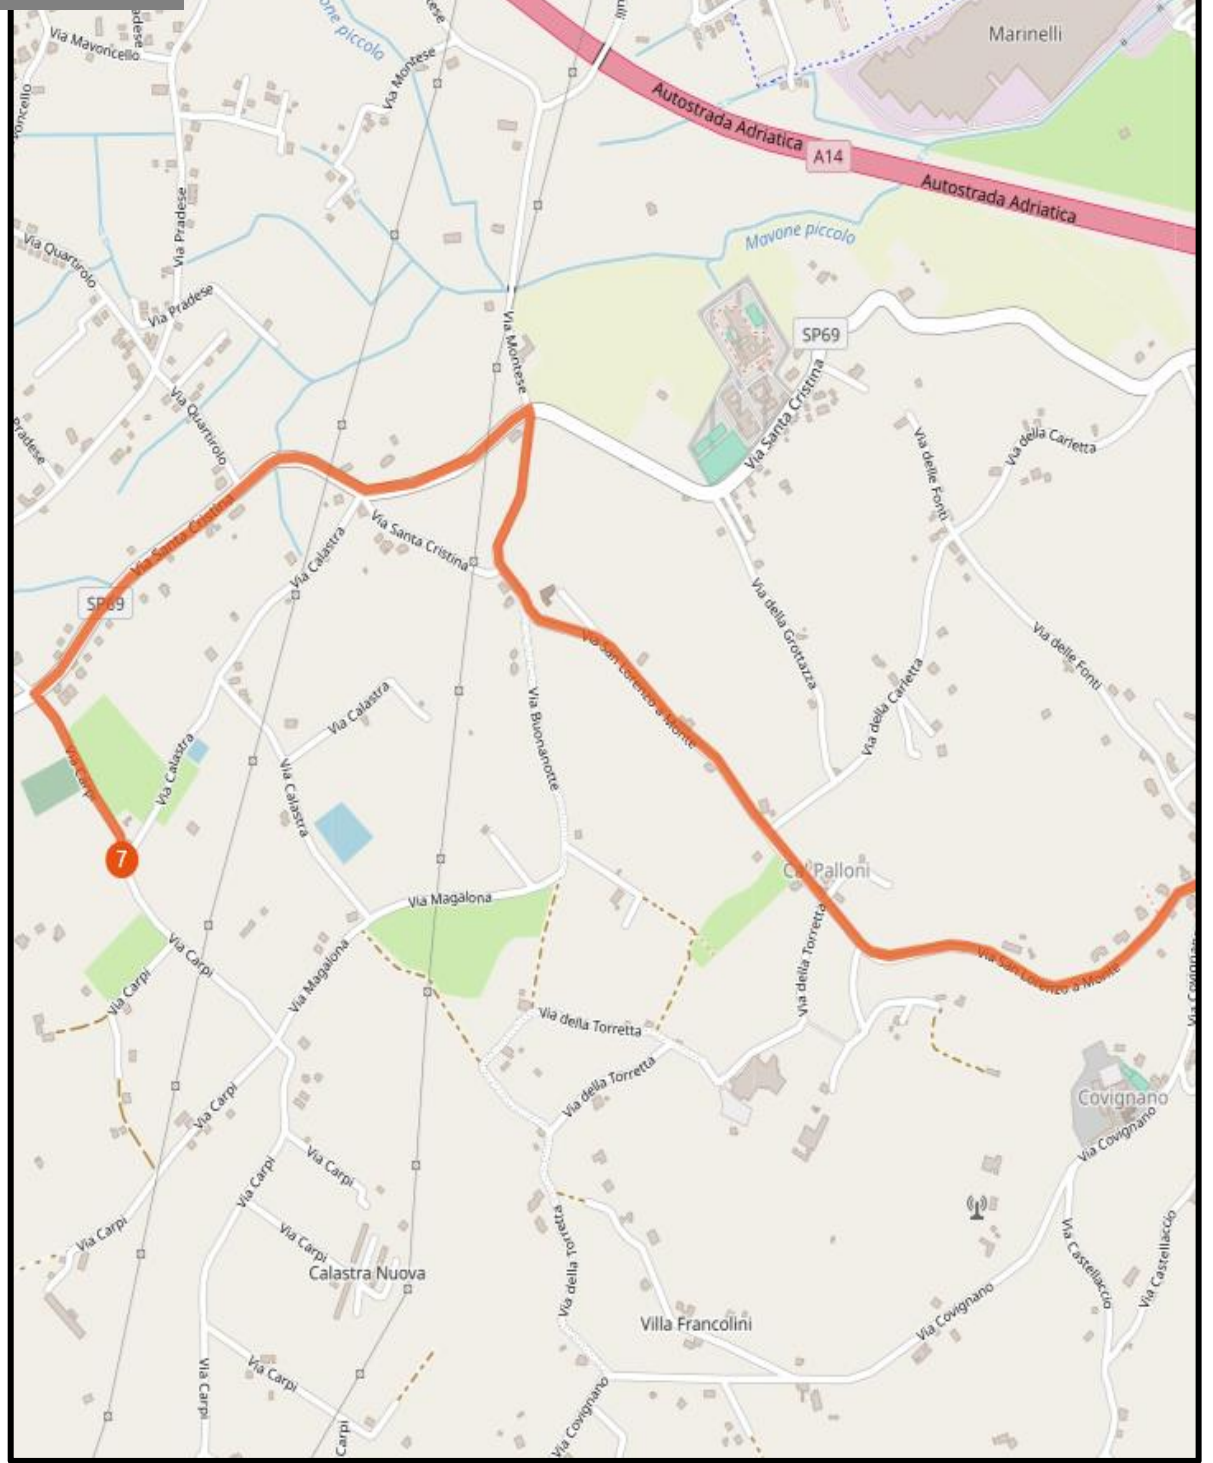 Via Mavoncello
Via Montese
Marinelli
Autostrada Adriatica
A14
Autostrada Adriatica
Via Pradese
Via Quartirolo
Mavone piccolo
Via Pradese
SP69
Via Montese
Via Santa Cristina
Via Quartirolo
Pradese
Via della Carletta
Via delle Fonti
Via Santa Cristina
Via Santa Cristina
Via Calastra
SP69
Via della Grottazza
Via delle Fonti
Via San Lorenzo a Monte
Via Calastra
Via Buonanotte
Via della Carletta
Via Carpi
Via Calastra
Via Calastra
7
Ca' Palloni
Via Magalona
Via della Torretta
Via Carpi
Via Magalona
Via San Lorenzo a Monte
Via Carpi
Via Covignano
Via della Torretta
Via della Torretta
Via Carpi
Covignano
Via Covignano
Via Carpi
Via Carpi
Via Carpi
Via Carpi
Calastra Nuova
Via della Torretta
Via Castellaccio
Via Castellaccio
Via Covignano
Villa Francolini
Via Carpi
Via Carpi
Via Covignano
Carpi